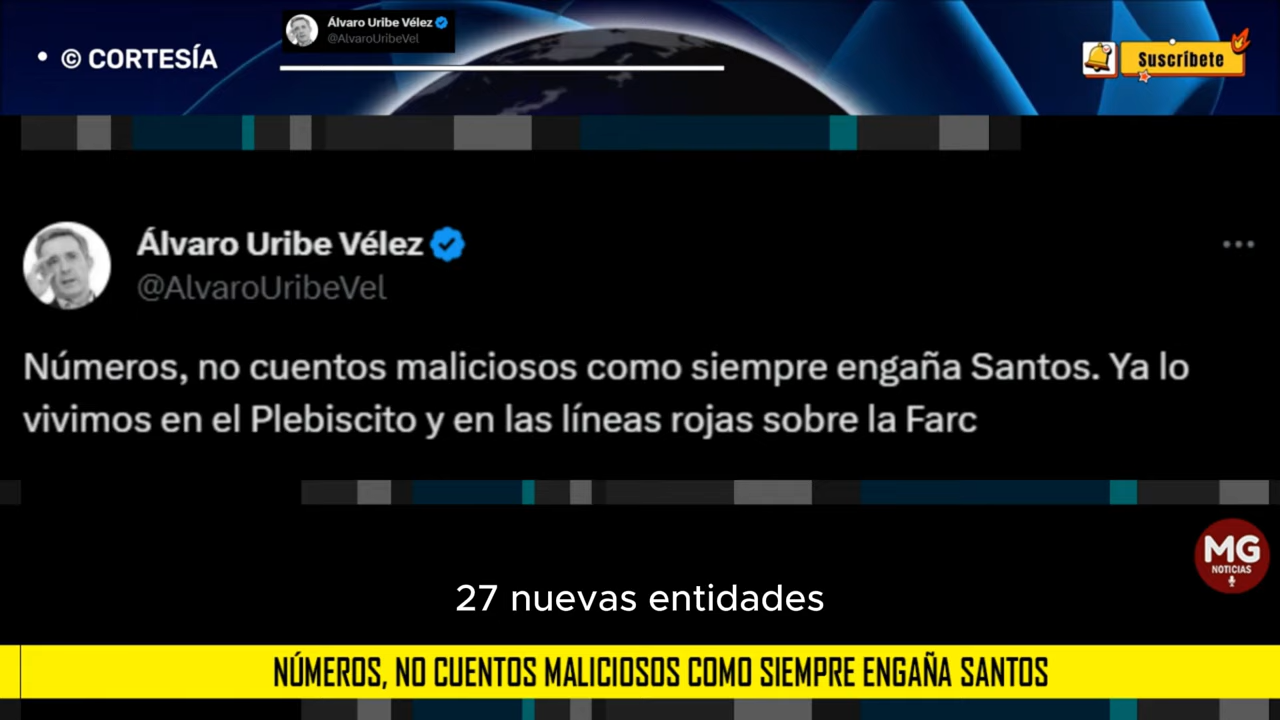 • © CORTESÍA
Álvaro Uribe Vélez
@AlvaroUribeVel
Suscríbete
Álvaro Uribe Vélez
@AlvaroUribeVel
Números, no cuentos maliciosos como siempre engaña Santos. Ya lo
vivimos en el Plebiscito y en las líneas rojas sobre la Farc
MG
NOTICIAS
27 nuevas entidades
NÚMEROS, NO CUENTOS MALICIOSOS COMO SIEMPRE ENGAÑA SANTOS